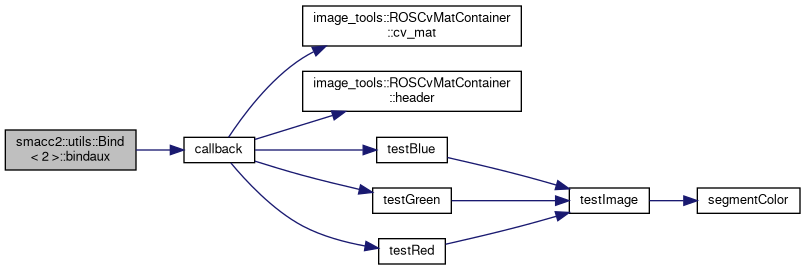 smacc2::utils::Bind
< 2 >::bindaux
callback
image_tools::ROSCvMatContainer
::cv_mat
image_tools::ROSCvMatContainer
::header
testBlue
testGreen
testRed
testImage
segmentColor